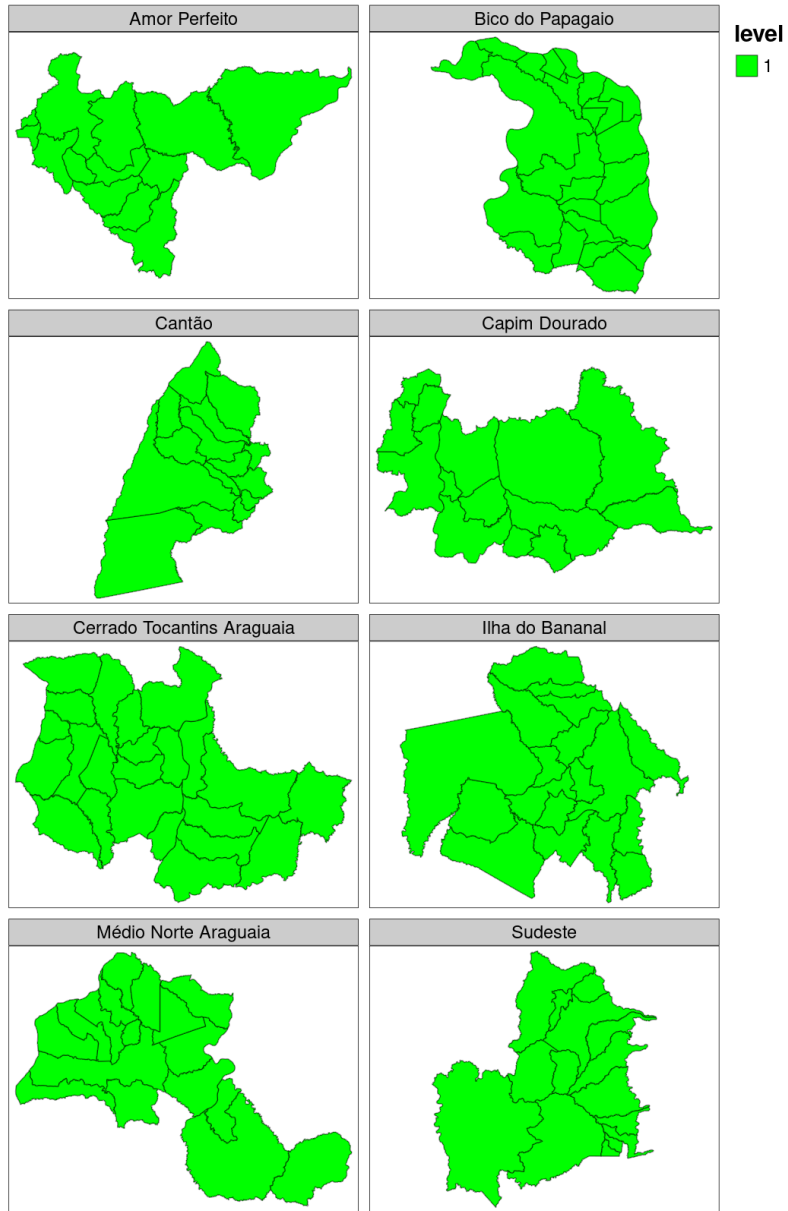 Amor Perfeito
Bico do Papagaio
level
1
Cantão
Capim Dourado
Cerrado Tocantins Araguaia
Ilha do Bananal
Médio Norte Araguaia
Sudeste